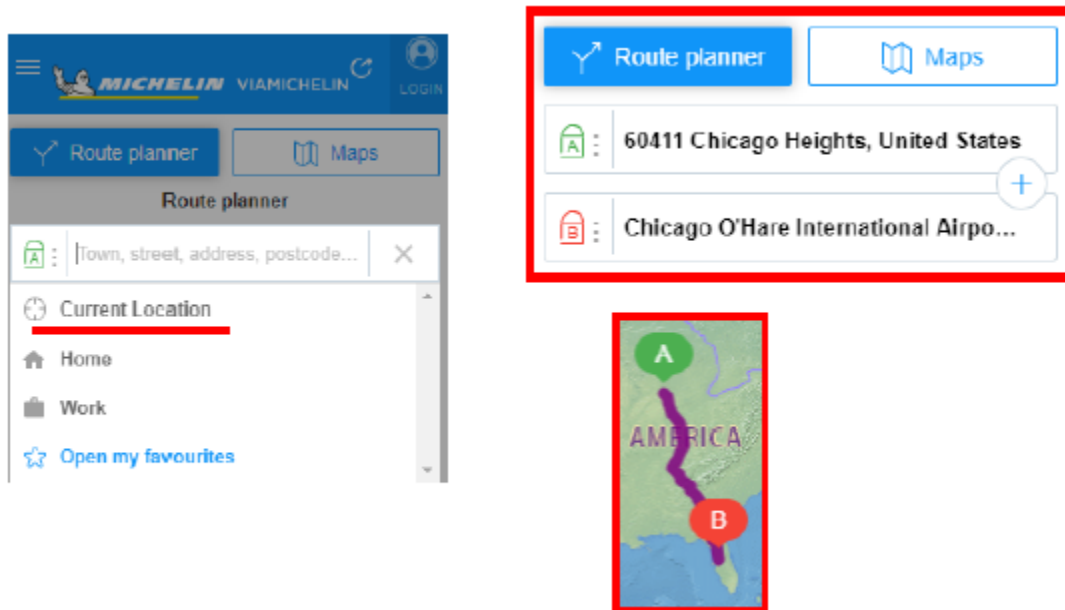 MICHELIN VIAMICHELIN
LOGIN
Route planner
Maps
Route planner
A
Town, street, address, postcode...
Current Location
Home
Work
Open my favourites
Route planner
Maps
A
60411 Chicago Heights, United States
B
Chicago O'Hare International Airpo...
A
AMERICA
B